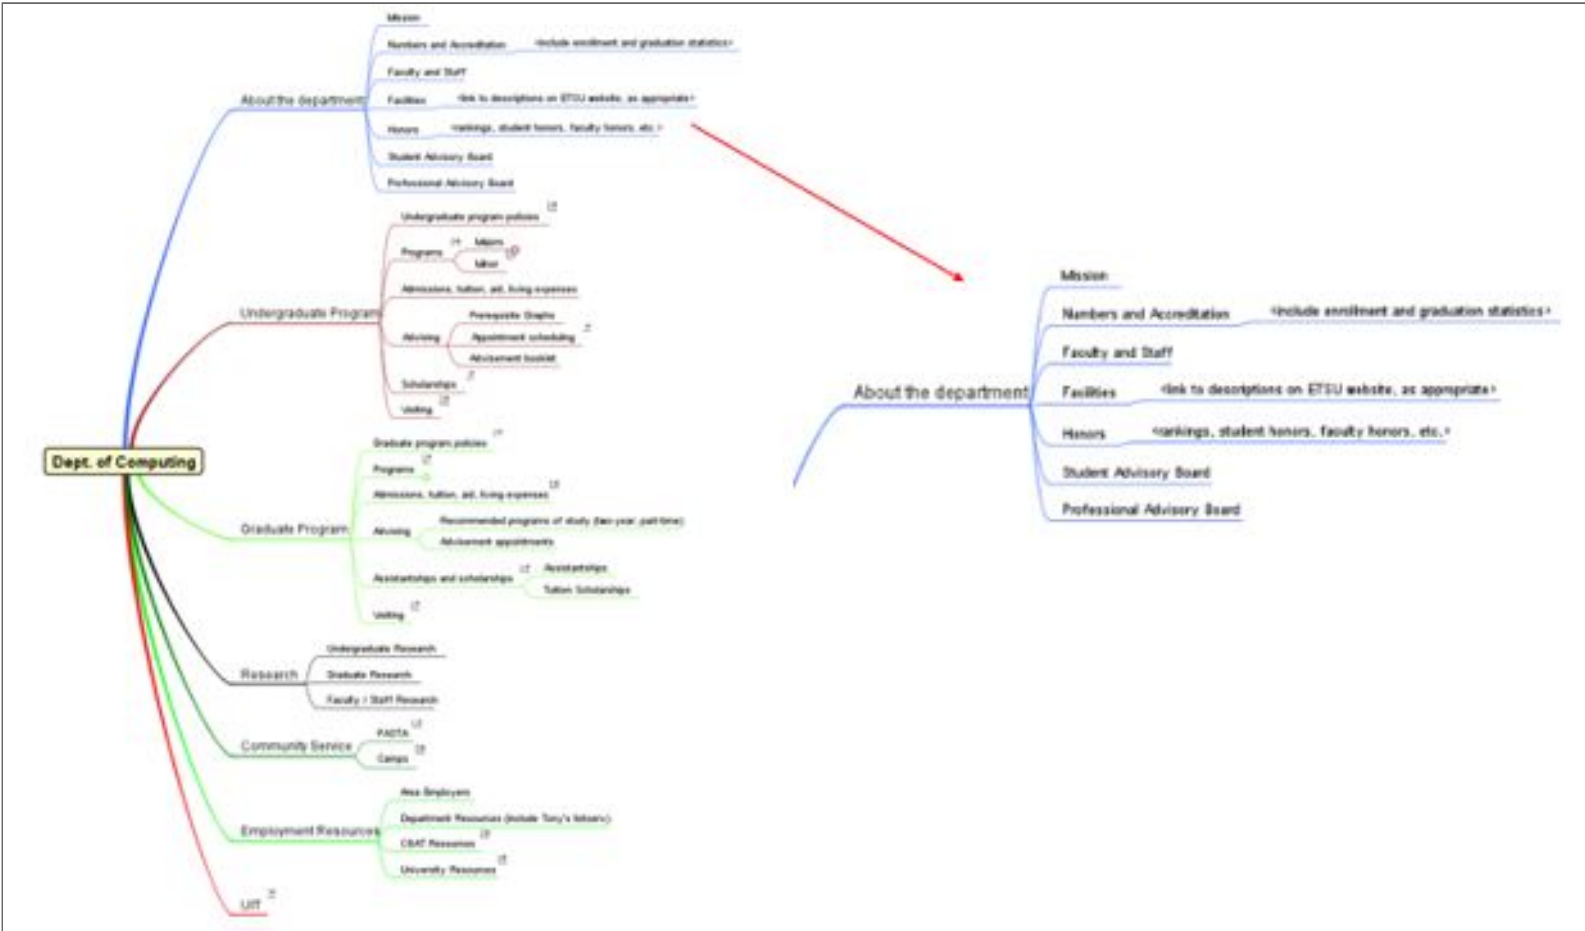 Mission
Numbers and Accreditation <include enrollment and graduation statistics>
Faculty and Staff
About the department
Facilities <link to descriptions on ETSU website, as appropriate>
Honors <rankings, student honors, faculty honors, etc.>
Student Advisory Board
Professional Advisory Board
Undergraduate program policies
Programs
Majors
Minor
Admissions, tuition, aid, living expenses
Undergraduate Program
Prerequisite Graphs
Advising
Appointment scheduling
Advisement booklet
Scholarships
Visiting
Graduate program policies
Dept. of Computing
Programs
Admissions, tuition, aid, living expenses
Graduate Program
Recommended programs of study (two-year, part-time)
Advising
Advisement appointments
Assistantships and scholarships
Assistantships
Tuition Scholarships
Visiting
Undergraduate Research
Research
Graduate Research
Faculty / Staff Research
Community Service
Camps
Area Employers
Department Resources (include Tony's listserv)
Employment Resources
CBAT Resources
University Resources
UIT
Mission
Numbers and Accreditation <include enrollment and graduation statistics>
Faculty and Staff
About the department
Facilities <link to descriptions on ETSU website, as appropriate>
Honors <rankings, student honors, faculty honors, etc.>
Student Advisory Board
Professional Advisory Board